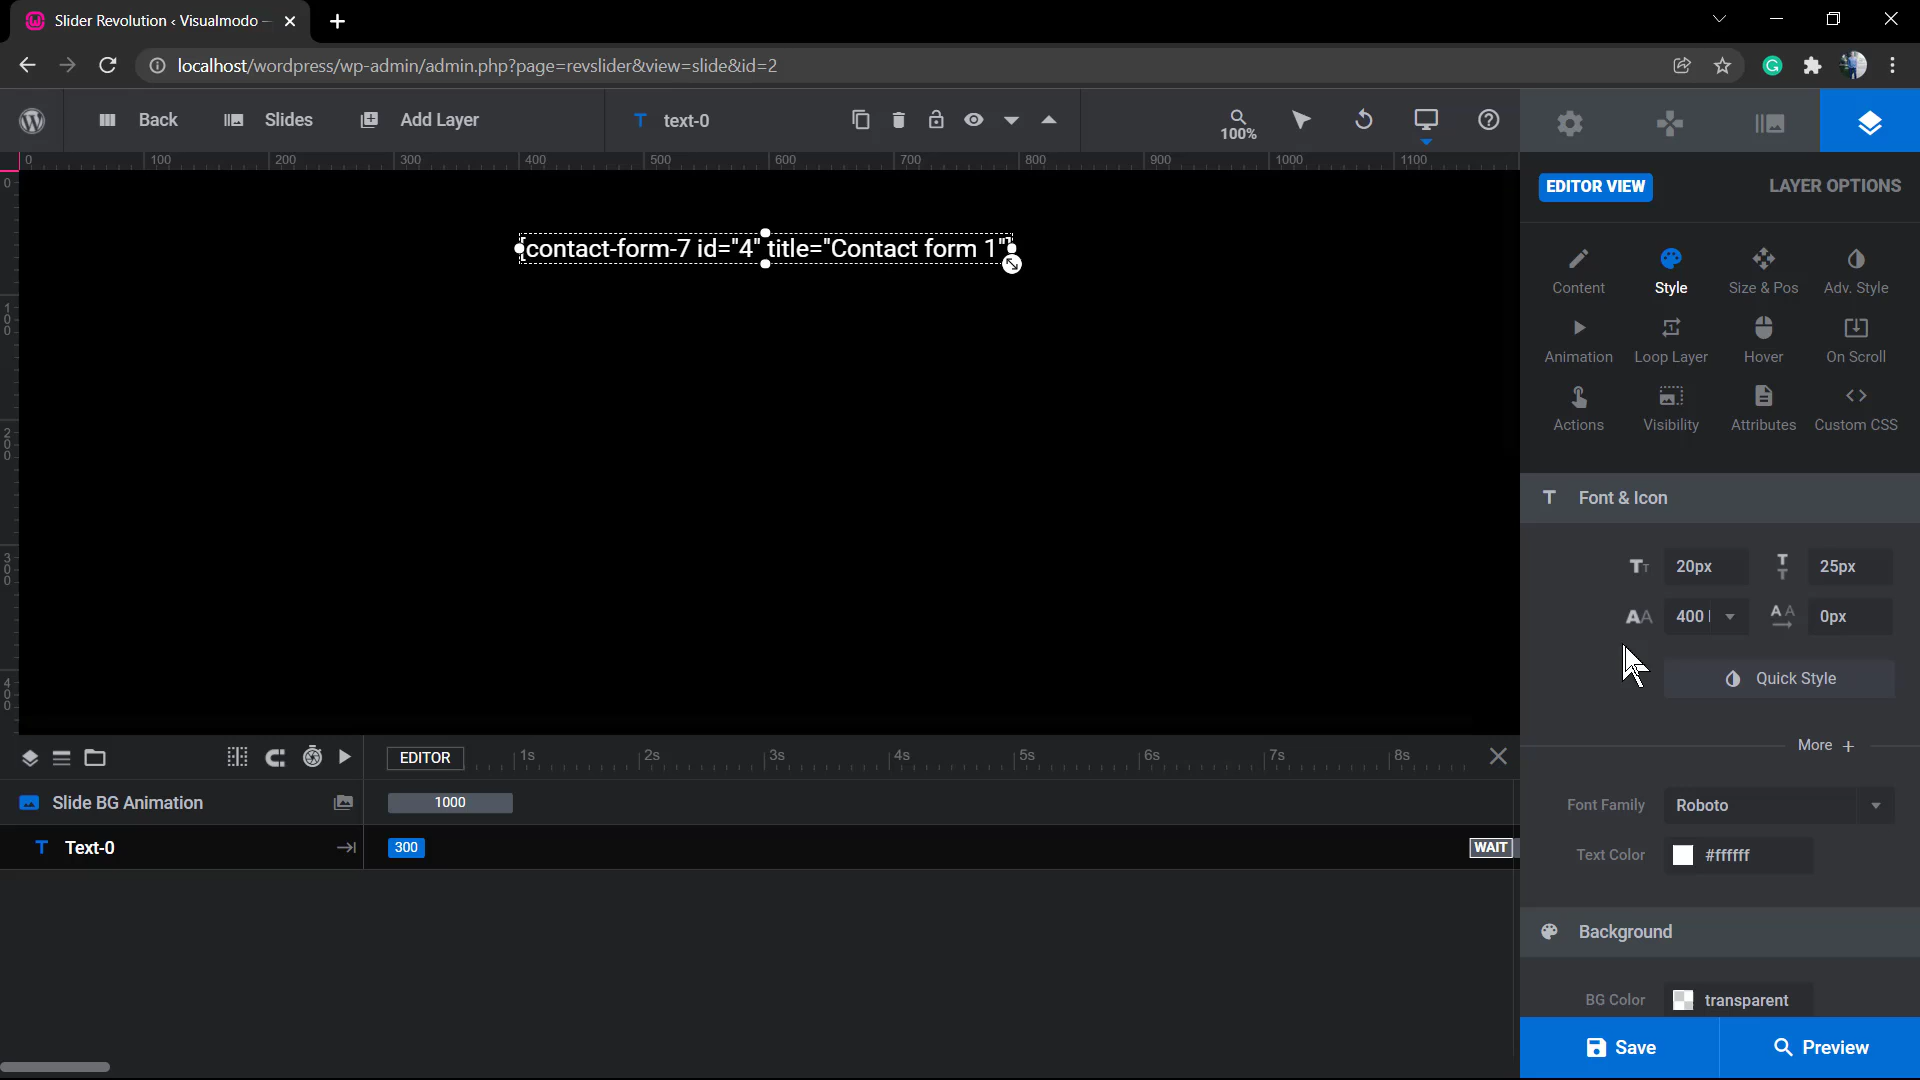 Slider Revolution ‹ Visualmodo –
localhost/wordpress/wp-admin/admin.php?page=revslider&view=slide&id=2
Back
Slides
Add Layer
text-0
100%
0 100 200 300 400 500 600 700 800 900 1000 1100
0
100
200
300
400
[contact-form-7 id="4" title="Contact form 1"]
EDITOR VIEW
LAYER OPTIONS
Content
Style
Size & Pos
Adv. Style
Animation
Loop Layer
Hover
On Scroll
Actions
Visibility
Attributes
Custom CSS
Font & Icon
20px
25px
400
0px
Quick Style
More +
Font Family
Roboto
Text Color
#ffffff
Background
BG Color
transparent
Save
Preview
EDITOR
1s 2s 3s 4s 5s 6s 7s 8s
Slide BG Animation
1000
Text-0
300
WAIT